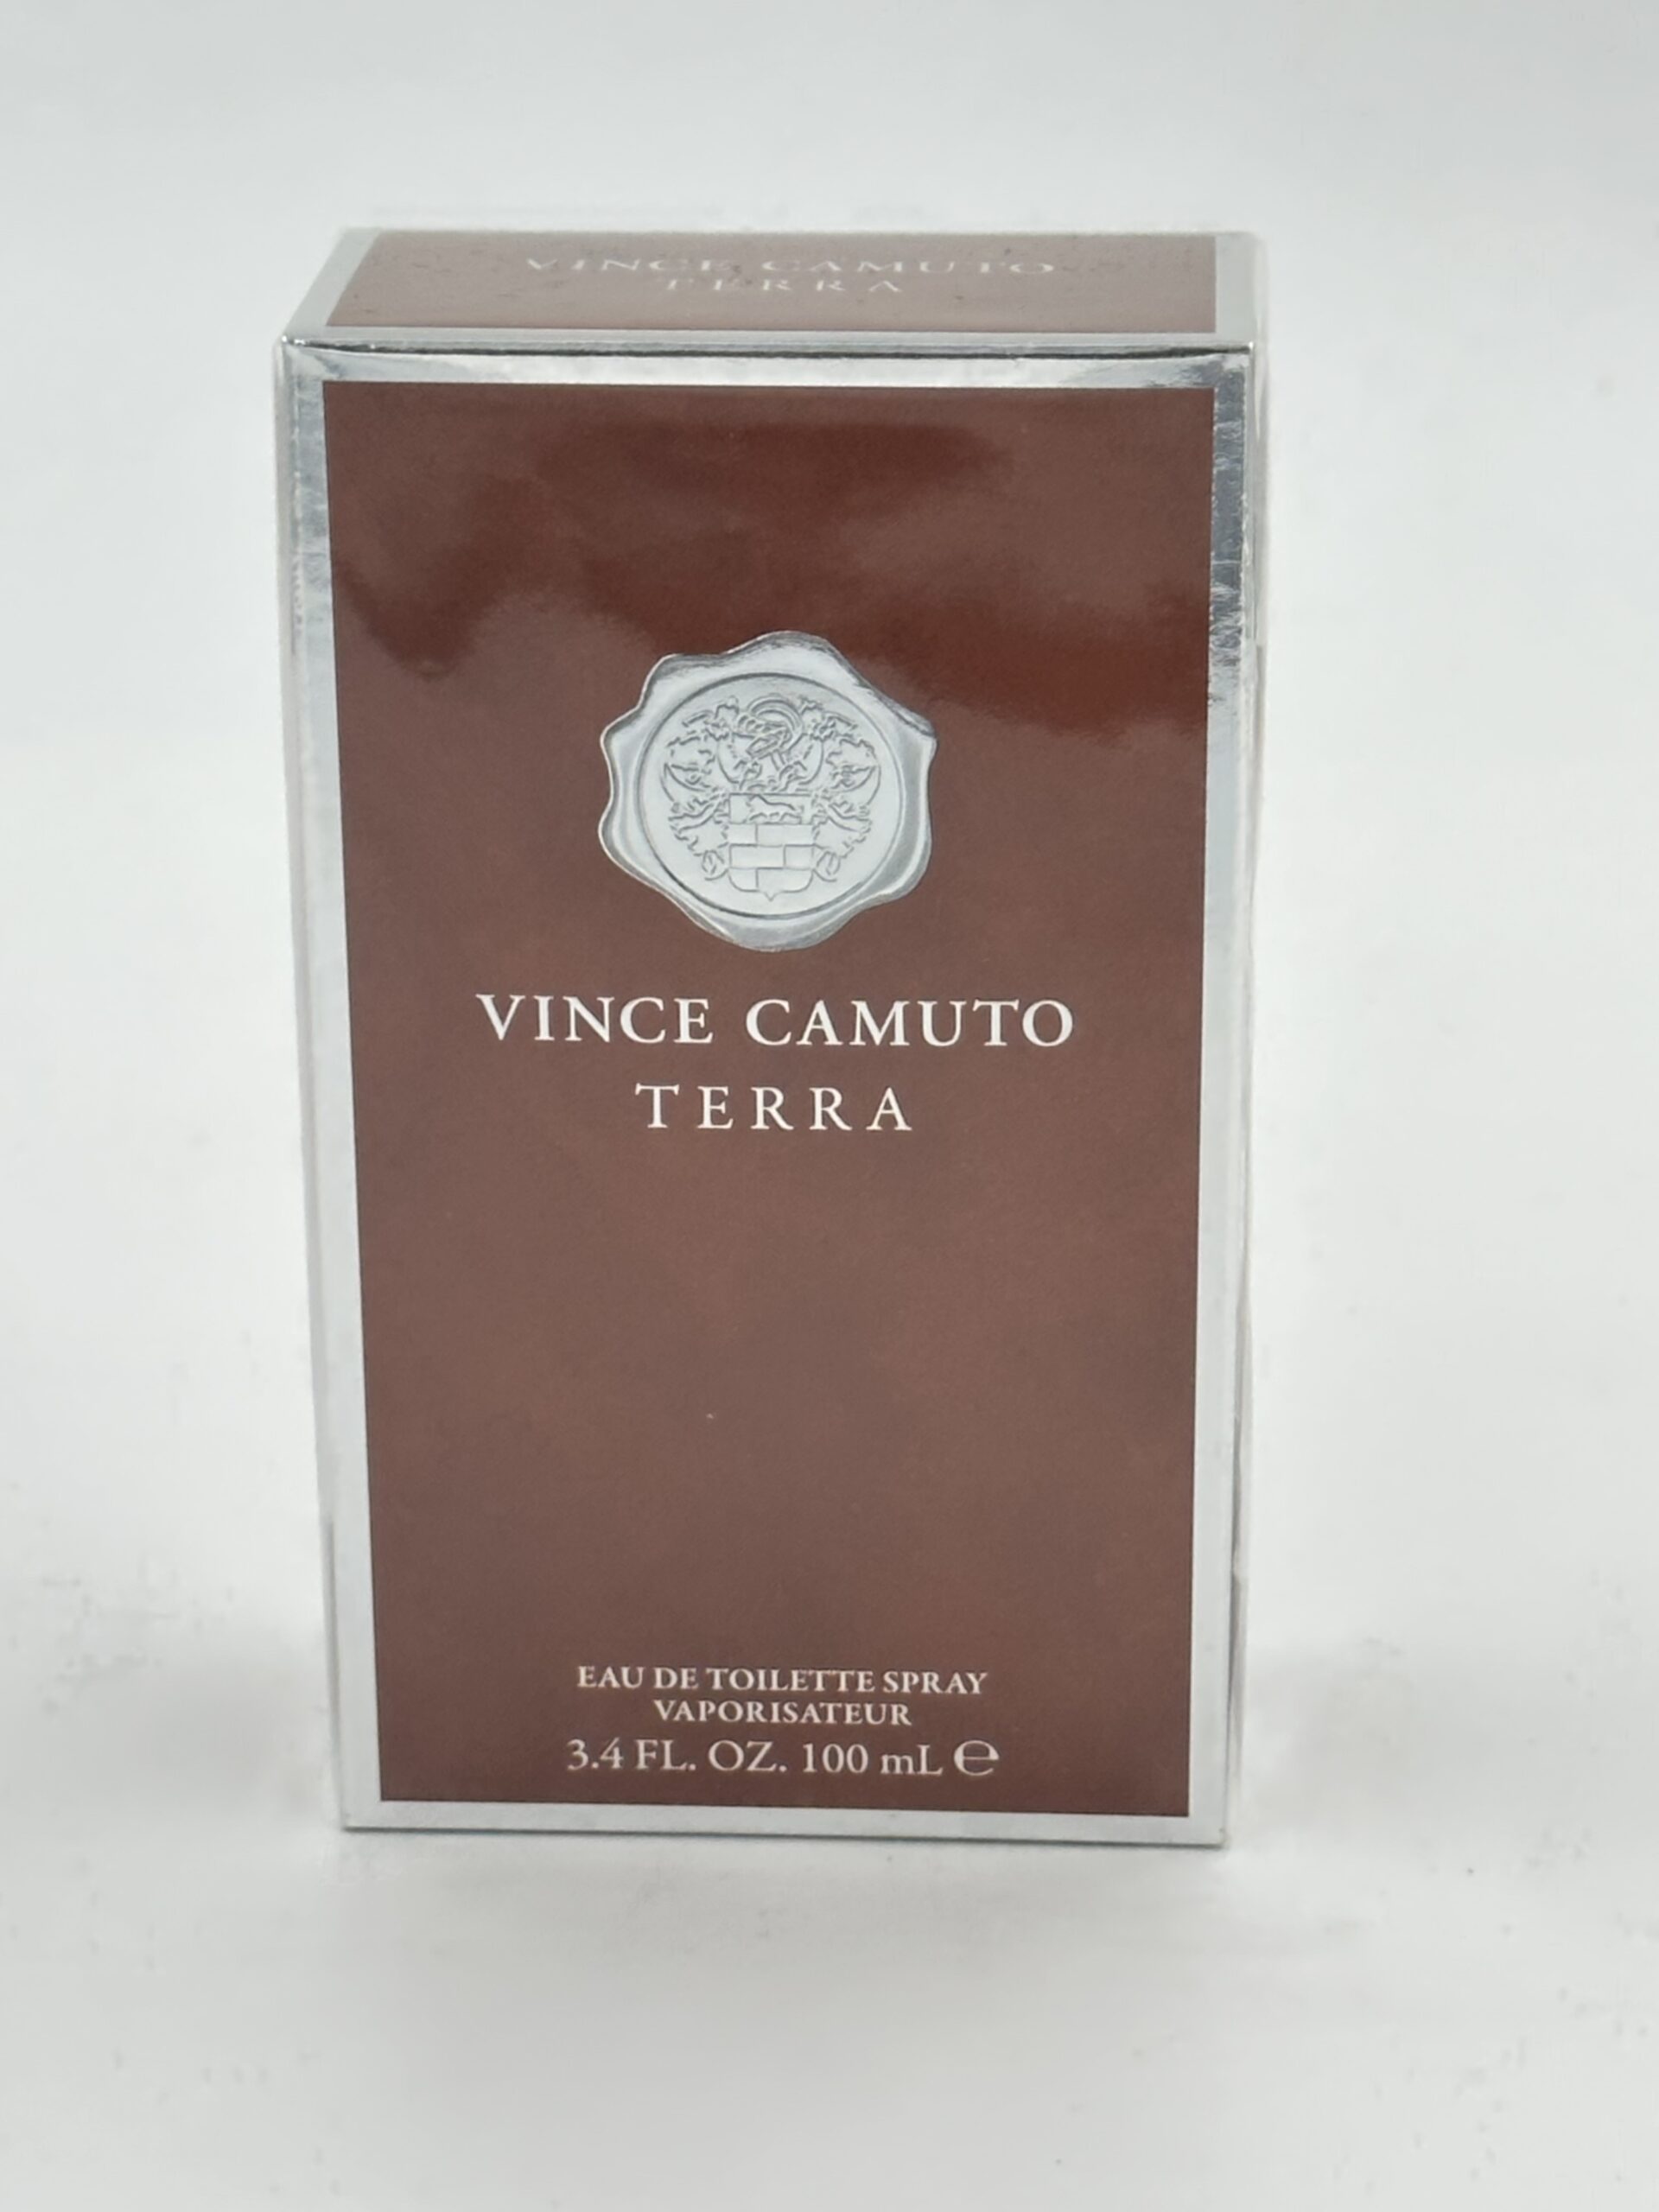 VINCE CAMUTO
TERRA
VINCE CAMUTO
TERRA
EAU DE TOILETTE SPRAY
VAPORISATEUR
3.4 FL. OZ. 100 mL ℮